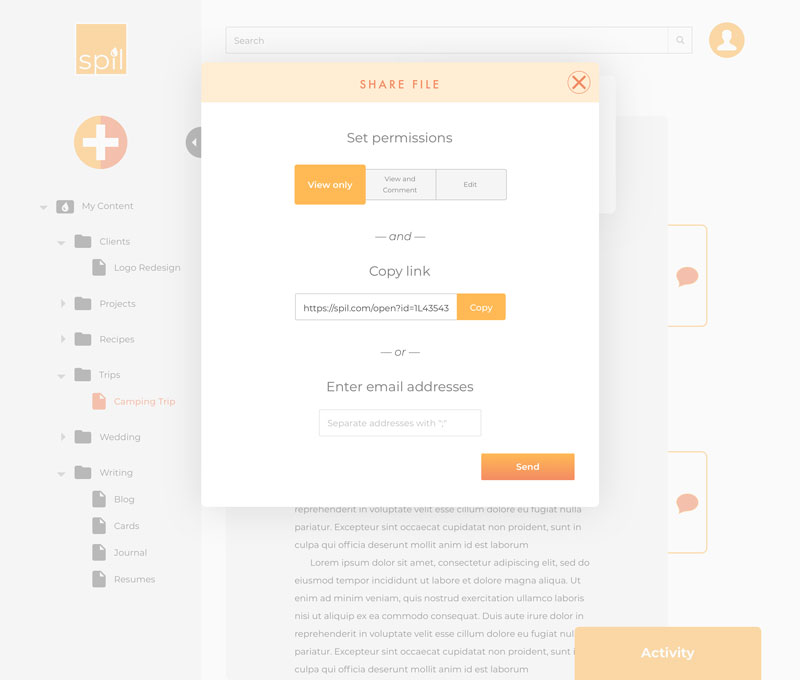 spil
Search
SHARE FILE
Set permissions
View only
View and
Comment
Edit
— and —
Copy link
https://spil.com/open?id=1L43543
Copy
— or —
Enter email addresses
Separate addresses with ";"
Send
My Content
Clients
Logo Redesign
Projects
Recipes
Trips
Camping Trip
Wedding
Writing
Blog
Cards
Journal
Resumes
reprehenderit in voluptate velit esse cillum dolore eu fugiat nulla
pariatur. Excepteur sint occaecat cupidatat non proident, sunt in
culpa qui officia deserunt mollit anim id est laborum
Lorem ipsum dolor sit amet, consectetur adipiscing elit, sed do
eiusmod tempor incididunt ut labore et dolore magna aliqua. Ut
enim ad minim veniam, quis nostrud exercitation ullamco laboris
nisi ut aliquip ex ea commodo consequat. Duis aute irure dolor in
reprehenderit in voluptate velit esse cillum dolore eu fugiat nul
pariatur. Excepteur sint occaecat cupidatat non proident, sunt i
culpa qui officia deserunt mollit anim id est laborum
Activity